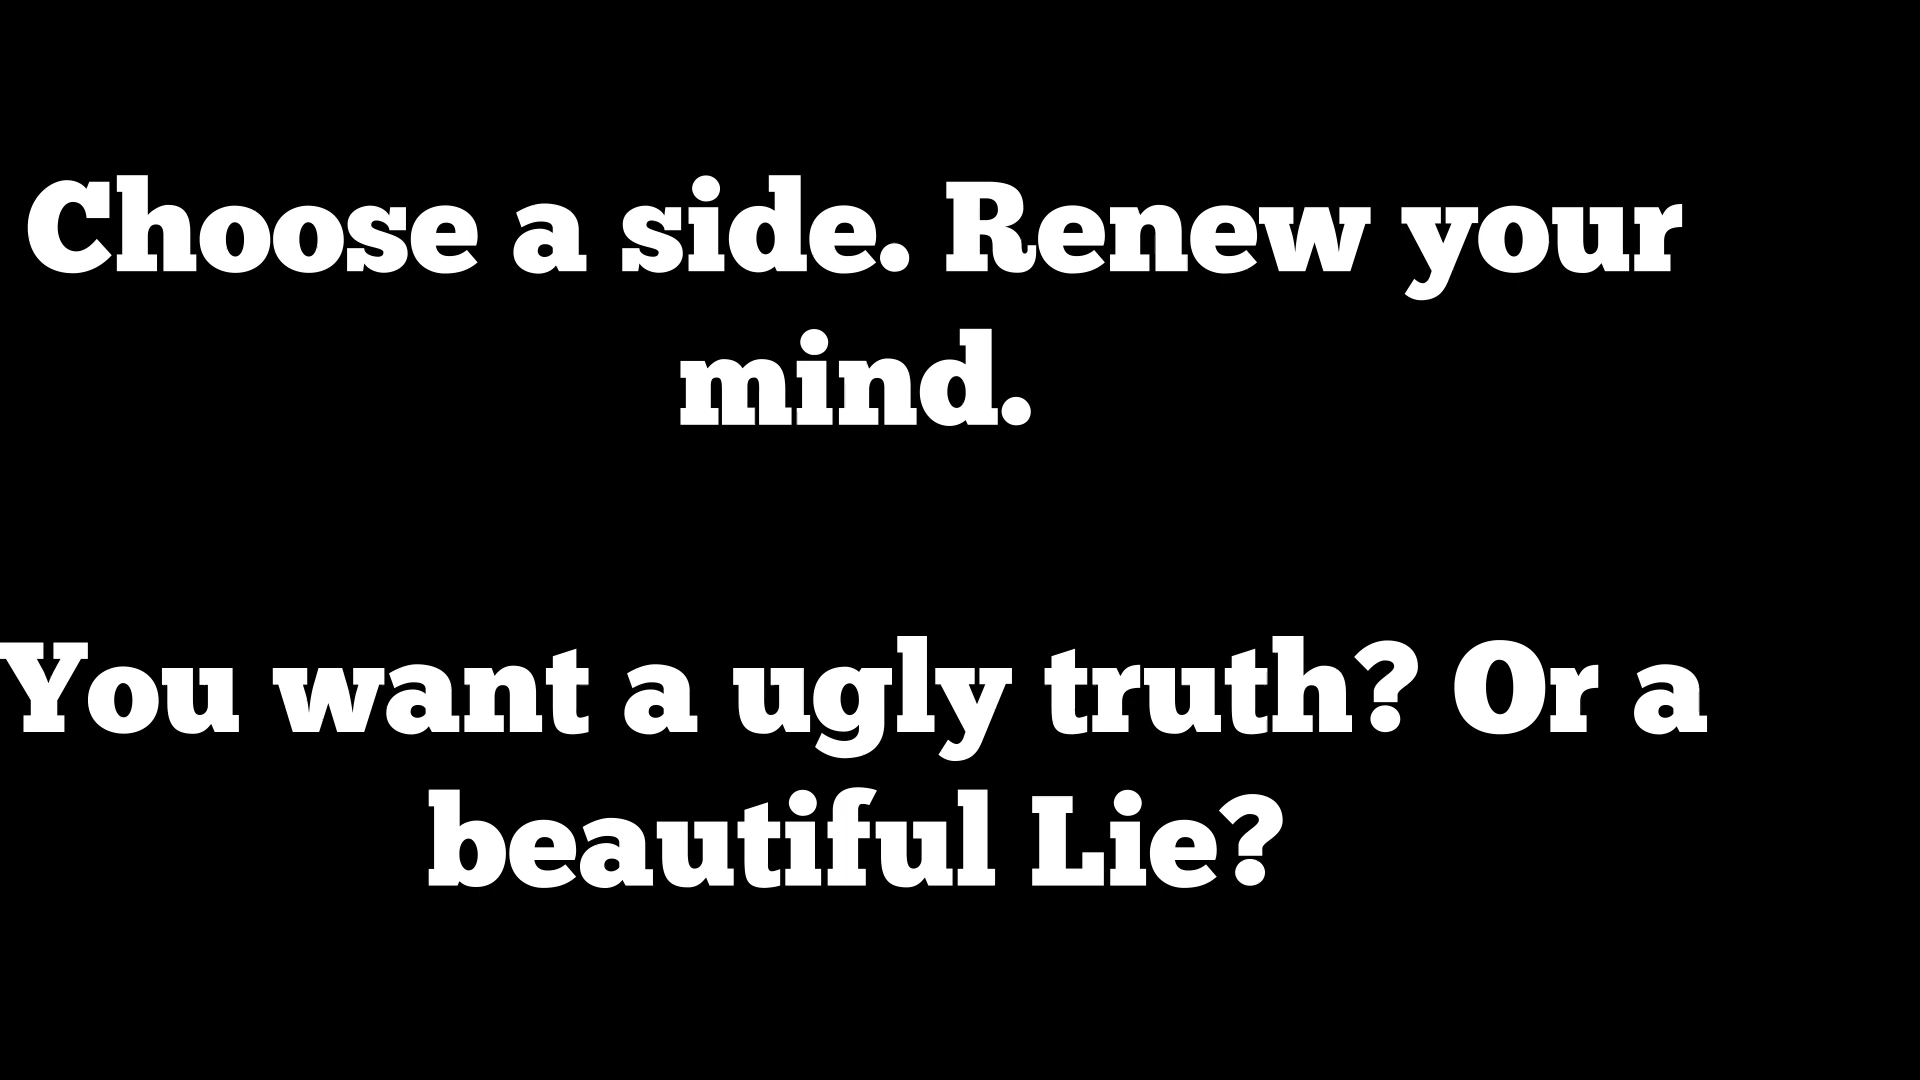 Choose a side. Renew your
mind.
You want a ugly truth? Or a
beautiful Lie?